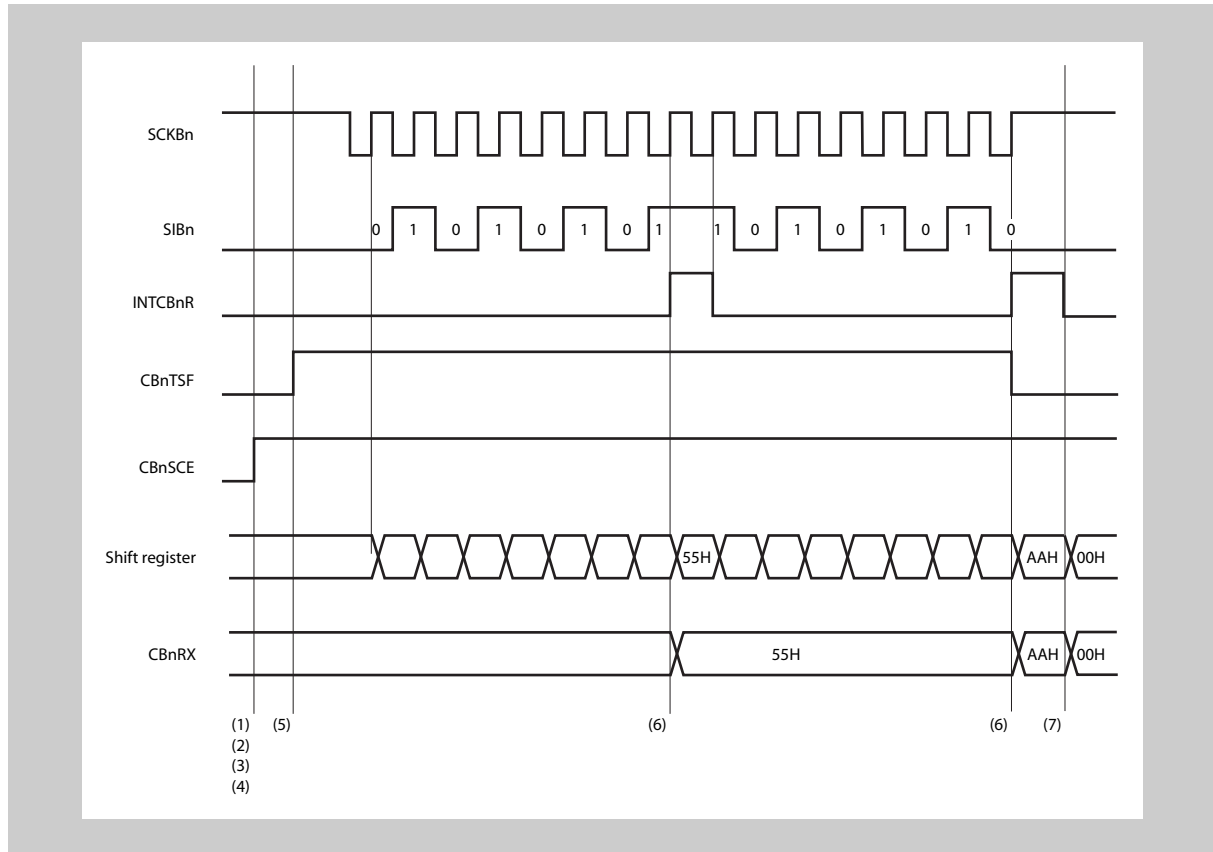 SCKBn
SIBn
0 1 0 1 0 1 0 1 1 0 1 0 1 0 1 0
INTCBnR
CBnTSF
CBnSCE
Shift register
55H AAH 00H
CBnRX
55H AAH 00H
(1) (5) (6) (6) (7)
(2)
(3)
(4)